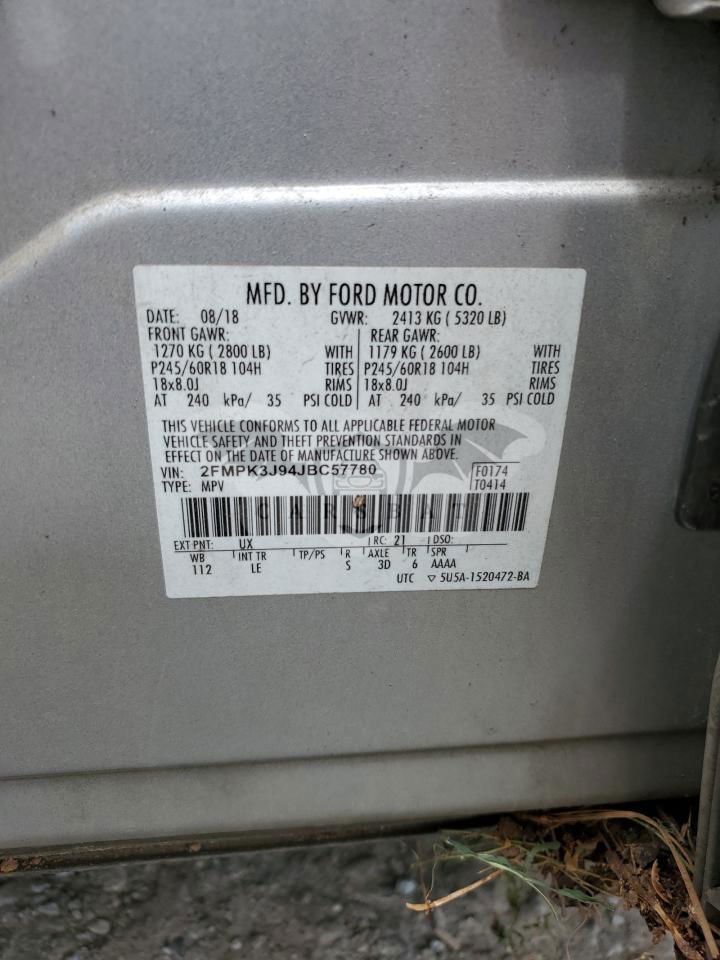 MFD. BY FORD MOTOR CO.
DATE: 08/18 GVWR: 2413 KG ( 5320 LB)
FRONT GAWR: REAR GAWR:
1270 KG ( 2800 LB) WITH 1179 KG ( 2600 LB) WITH
P245/60R18 104H TIRES P245/60R18 104H TIRES
18x8.0J RIMS 18x8.0J RIMS
AT 240 kPa/ 35 PSI COLD AT 240 kPa/ 35 PSI COLD
THIS VEHICLE CONFORMS TO ALL APPLICABLE FEDERAL MOTOR
VEHICLE SAFETY AND THEFT PREVENTION STANDARDS IN
EFFECT ON THE DATE OF MANUFACTURE SHOWN ABOVE.
VIN: 2FMPK3J94JBC57780 F0174
TYPE: MPV T0414
CARSBAT
EXT PNT: UX RC: 21 DSO:
WB INT TR TP/PS R AXLE TR SPR
112 LE S 3D 6 AAAA
UTC ▽ 5U5A-1520472-BA